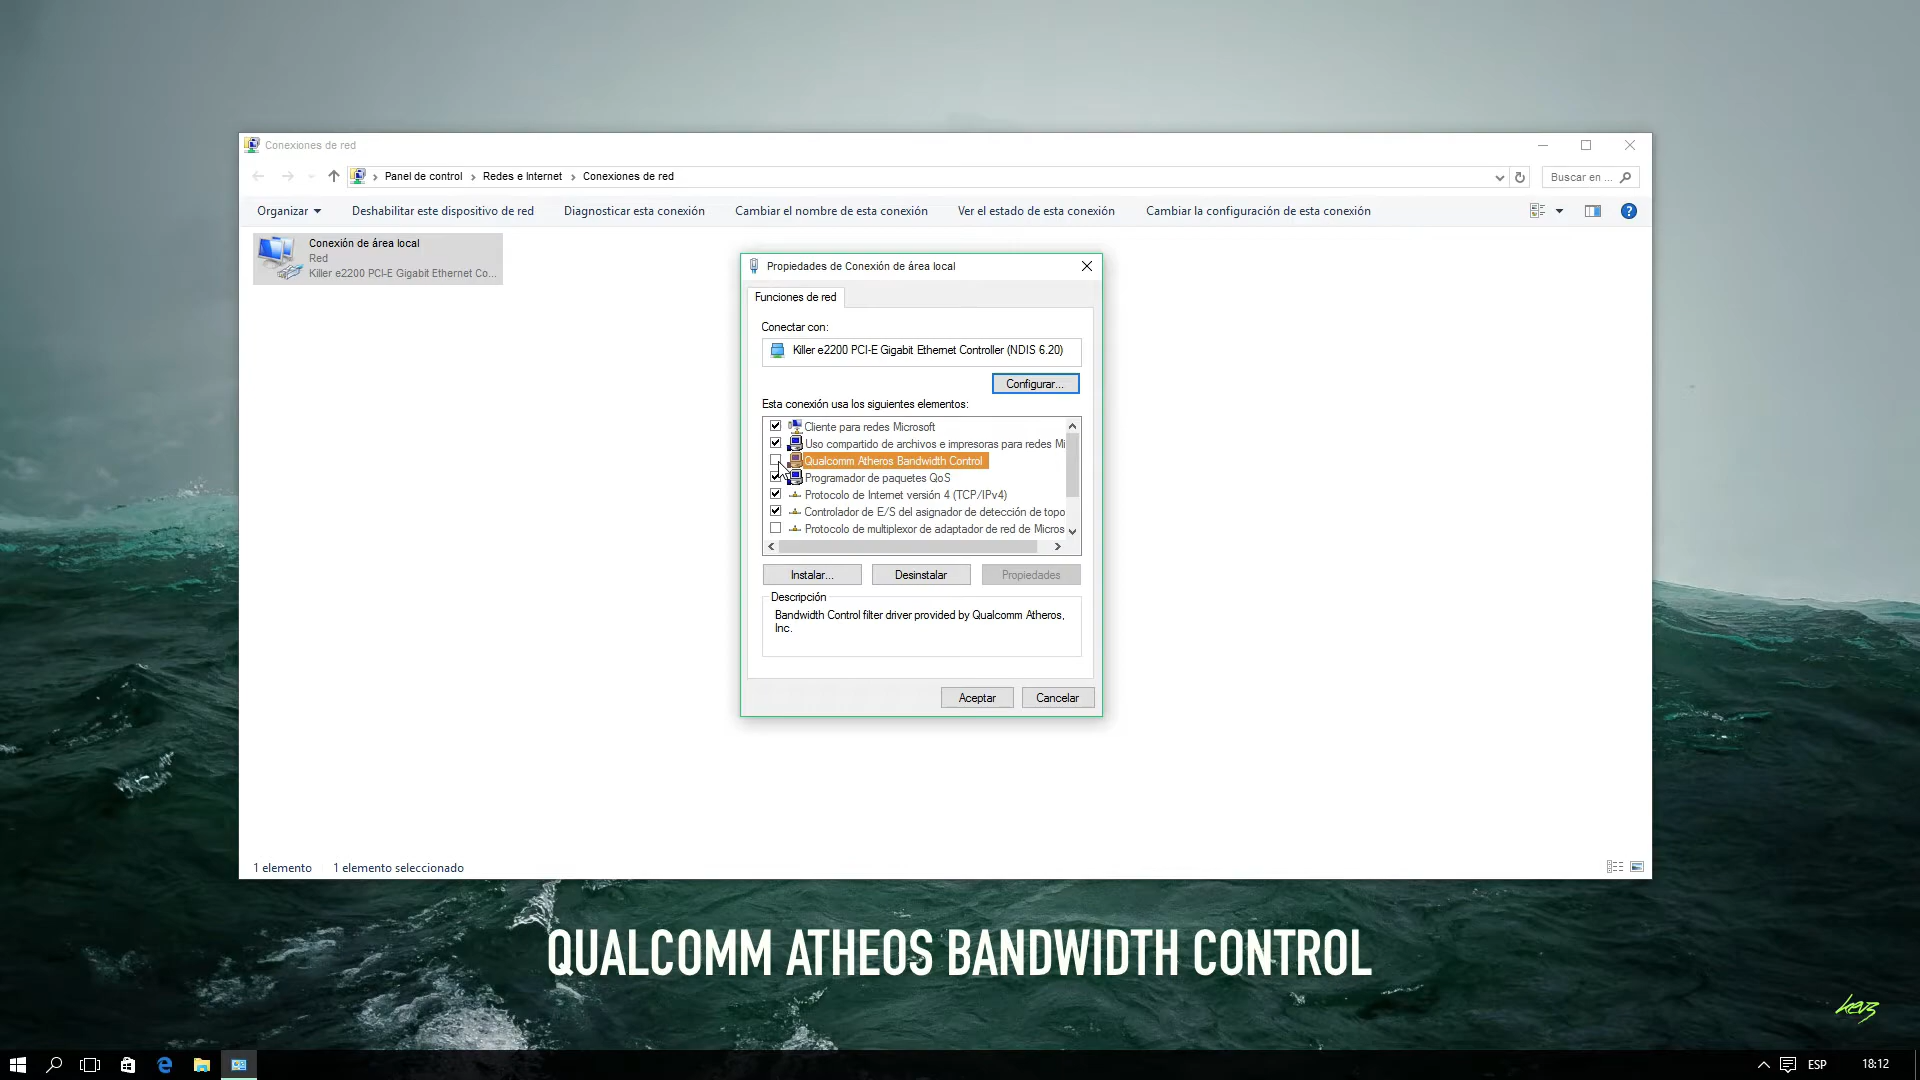 Conexiones de red
Panel de control > Redes e Internet > Conexiones de red
Buscar en ...
Organizar Deshabilitar este dispositivo de red Diagnosticar esta conexión Cambiar el nombre de esta conexión Ver el estado de esta conexión Cambiar la configuración de esta conexión
Conexión de área local
Red
Killer e2200 PCI-E Gigabit Ethernet Co...
Propiedades de Conexión de área local
Funciones de red
Conectar con:
Killer e2200 PCI-E Gigabit Ethernet Controller (NDIS 6.20)
Configurar...
Esta conexión usa los siguientes elementos:
Cliente para redes Microsoft
Uso compartido de archivos e impresoras para redes Mi
Qualcomm Atheros Bandwidth Control
Programador de paquetes QoS
Protocolo de Internet versión 4 (TCP/IPv4)
Controlador de E/S del asignador de detección de topo
Protocolo de multiplexor de adaptador de red de Micros
Instalar... Desinstalar Propiedades
Descripción
Bandwidth Control filter driver provided by Qualcomm Atheros,
Inc.
Aceptar Cancelar
1 elemento 1 elemento seleccionado
QUALCOMM ATHEOS BANDWIDTH CONTROL
ESP 18:12